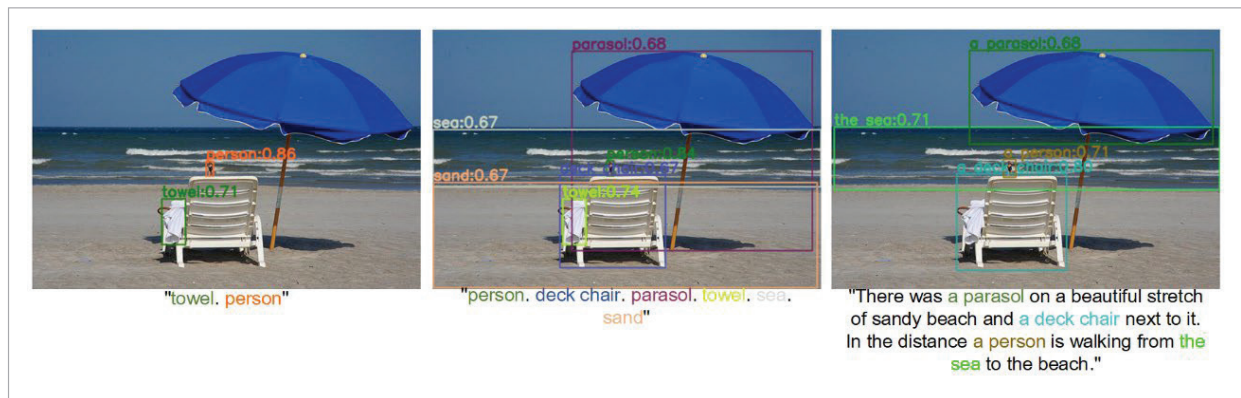 person:0.86
towel:0.71
"towel. person"
parasol:0.68
sea:0.67
person:0.84
sand:0.67
towel:0.74
"person. deck chair. parasol. towel. sea.
sand"
a parasol:0.68
the sea:0.71
a person:0.71
a deck chair:
"There was a parasol on a beautiful stretch
of sandy beach and a deck chair next to it.
In the distance a person is walking from the
sea to the beach."